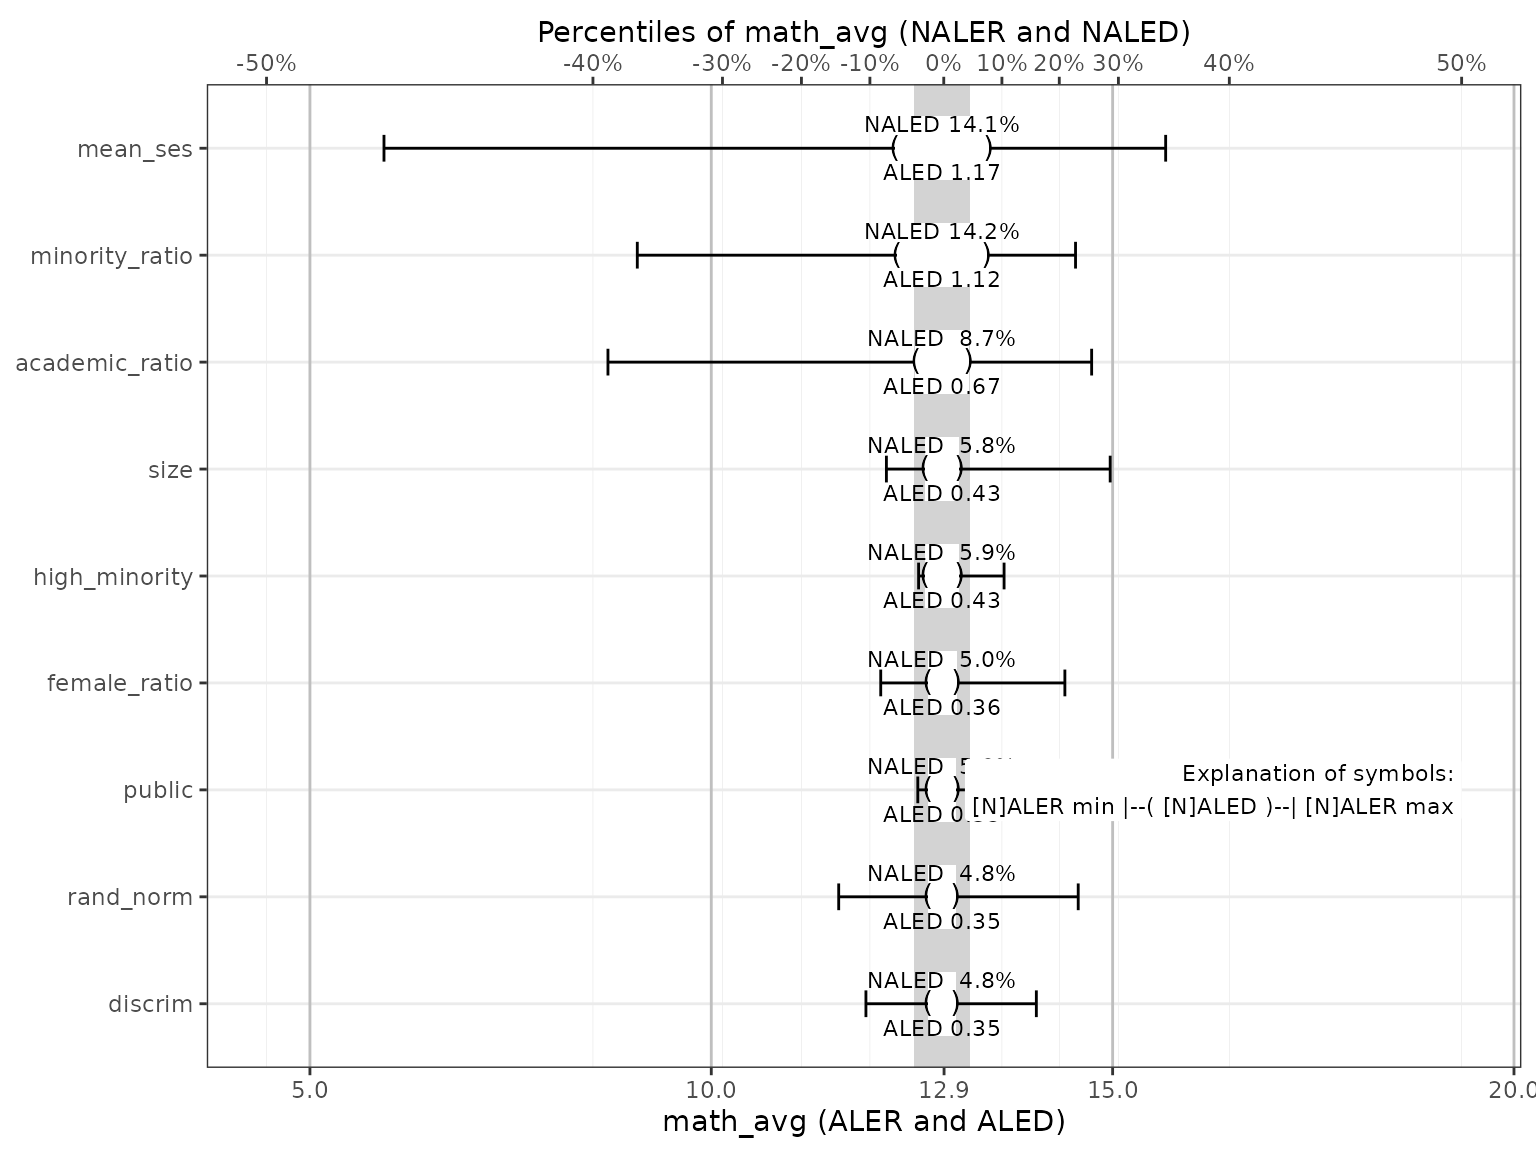 Percentiles of math_avg (NALER and NALED)
-50% -40% -30% -20% -10% 0% 10% 20% 30% 40% 50%
NALED 14.1%
mean_ses ( )
ALED 1.17
NALED 14.2%
minority_ratio ( )
ALED 1.12
NALED 8.7%
academic_ratio ( )
ALED 0.67
NALED 5.8%
size ( )
ALED 0.43
NALED 5.9%
high_minority ( )
ALED 0.43
NALED 5.0%
female_ratio ( )
ALED 0.36
NALED
Explanation of symbols:
public ( )
[N]ALER min |--( [N]ALED )--| [N]ALER max
ALED
NALED 4.8%
rand_norm ( )
ALED 0.35
NALED 4.8%
discrim ( )
ALED 0.35
5.0 10.0 12.9 15.0 20.0
math_avg (ALER and ALED)